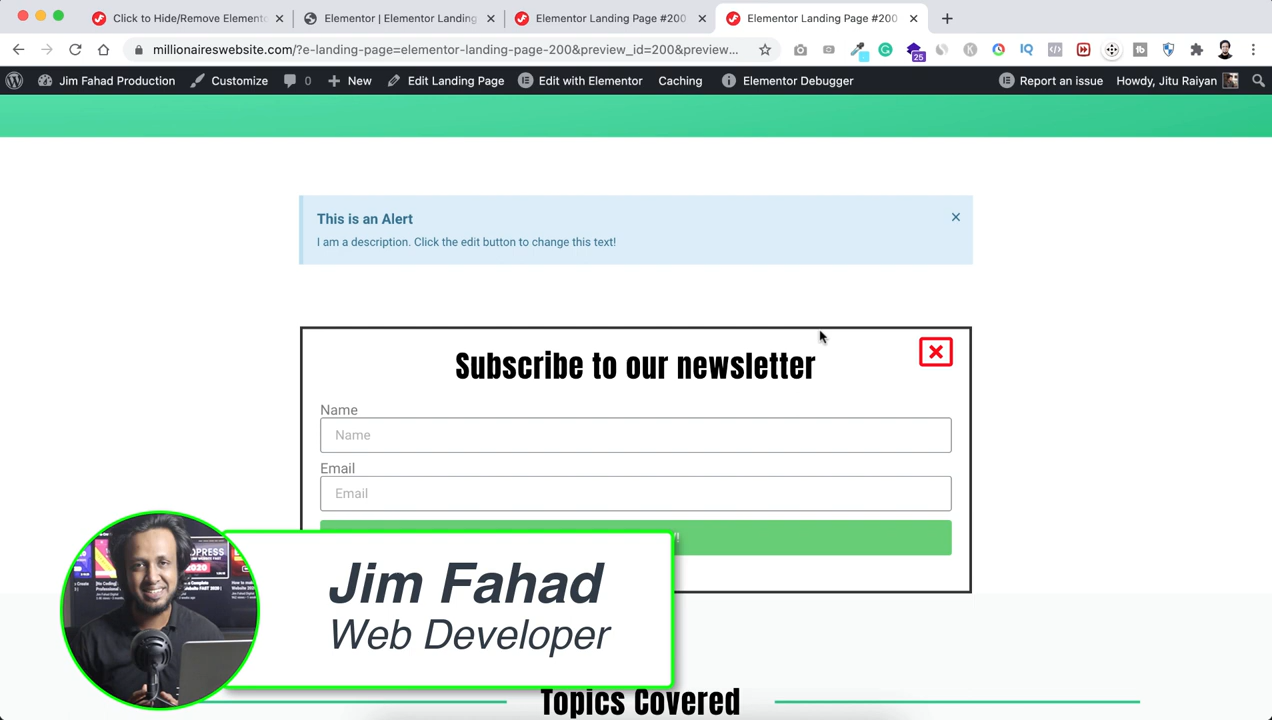 Click to Hide/Remove Elemento
Elementor | Elementor Landing
Elementor Landing Page #200
Elementor Landing Page #200
millionaireswebsite.com/?e-landing-page=elementor-landing-page-200&preview_id=200&preview...
IQ
25
Jim Fahad Production
Customize
0
New
Edit Landing Page
Edit with Elementor
Caching
Elementor Debugger
Report an issue
Howdy, Jitu Raiyan
This is an Alert
I am a description. Click the edit button to change this text!
Subscribe to our newsletter
Name
Name
Email
Email
Jim Fahad
Web Developer
Topics Covered